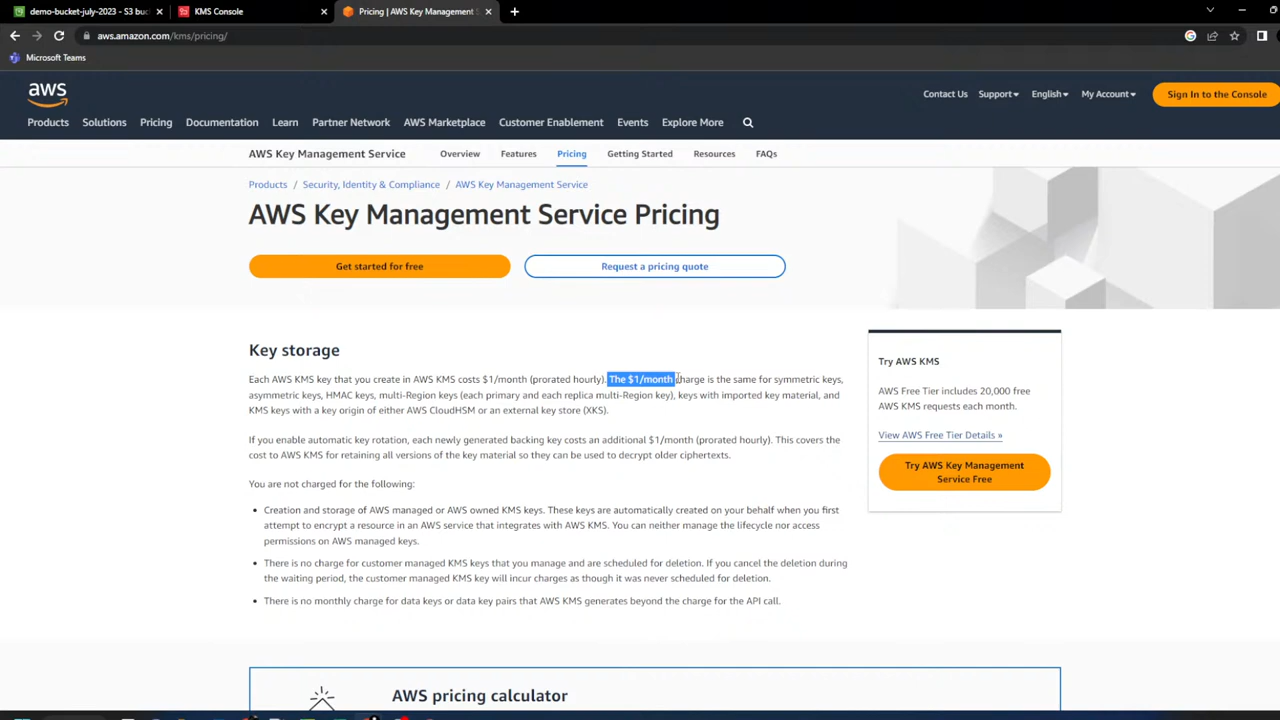 demo-bucket-july-2023 - S3 buck
KMS Console
Pricing | AWS Key Management S
aws.amazon.com/kms/pricing/
Microsoft Teams
aws
Contact Us
Support
English
My Account
Sign In to the Console
Products
Solutions
Pricing
Documentation
Learn
Partner Network
AWS Marketplace
Customer Enablement
Events
Explore More
AWS Key Management Service
Overview
Features
Pricing
Getting Started
Resources
FAQs
Products / Security, Identity & Compliance / AWS Key Management Service
AWS Key Management Service Pricing
Get started for free
Request a pricing quote
Key storage
Each AWS KMS key that you create in AWS KMS costs $1/month (prorated hourly). The $1/month charge is the same for symmetric keys,
asymmetric keys, HMAC keys, multi-Region keys (each primary and each replica multi-Region key), keys with imported key material, and
KMS keys with a key origin of either AWS CloudHSM or an external key store (XKS).
If you enable automatic key rotation, each newly generated backing key costs an additional $1/month (prorated hourly). This covers the
cost to AWS KMS for retaining all versions of the key material so they can be used to decrypt older ciphertexts.
You are not charged for the following:
• Creation and storage of AWS managed or AWS owned KMS keys. These keys are automatically created on your behalf when you first
attempt to encrypt a resource in an AWS service that integrates with AWS KMS. You can neither manage the lifecycle nor access
permissions on AWS managed keys.
• There is no charge for customer managed KMS keys that you manage and are scheduled for deletion. If you cancel the deletion during
the waiting period, the customer managed KMS key will incur charges as though it was never scheduled for deletion.
• There is no monthly charge for data keys or data key pairs that AWS KMS generates beyond the charge for the API call.
Try AWS KMS
AWS Free Tier includes 20,000 free
AWS KMS requests each month.
View AWS Free Tier Details »
Try AWS Key Management
Service Free
AWS pricing calculator